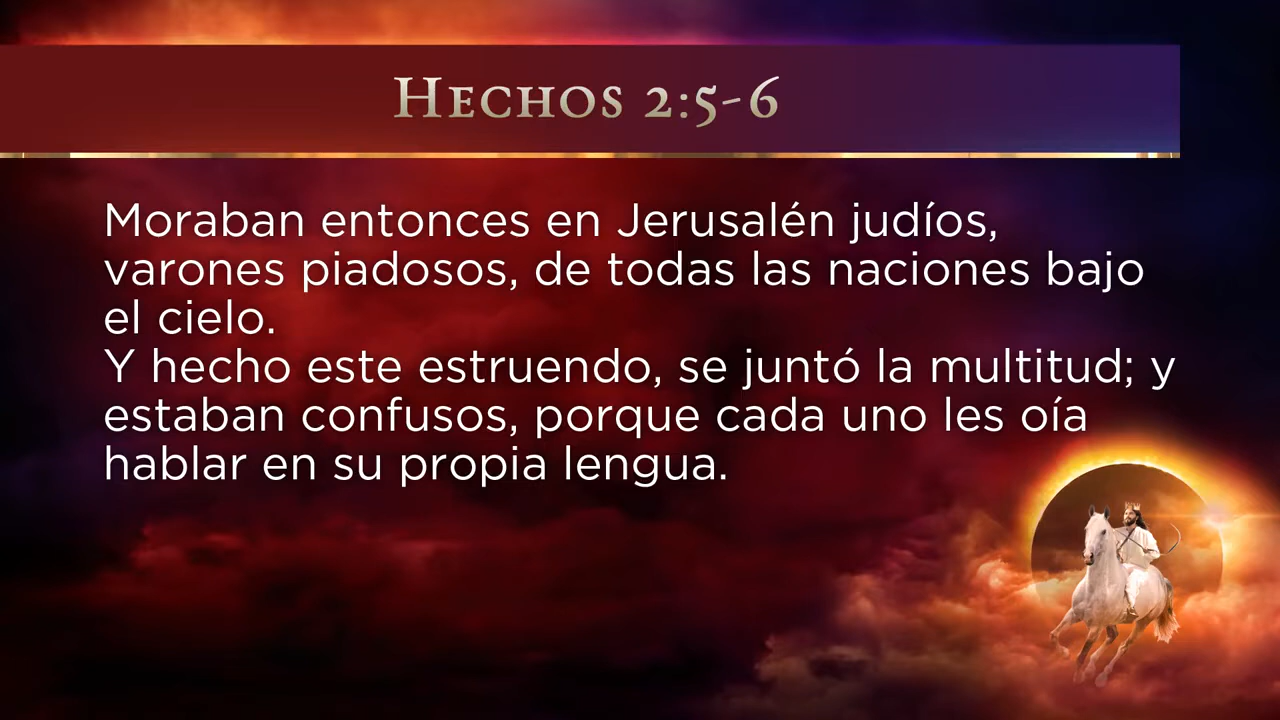 Hechos 2:5-6
Moraban entonces en Jerusalén judíos,
varones piadosos, de todas las naciones bajo
el cielo.
Y hecho este estruendo, se juntó la multitud; y
estaban confusos, porque cada uno les oía
hablar en su propia lengua.